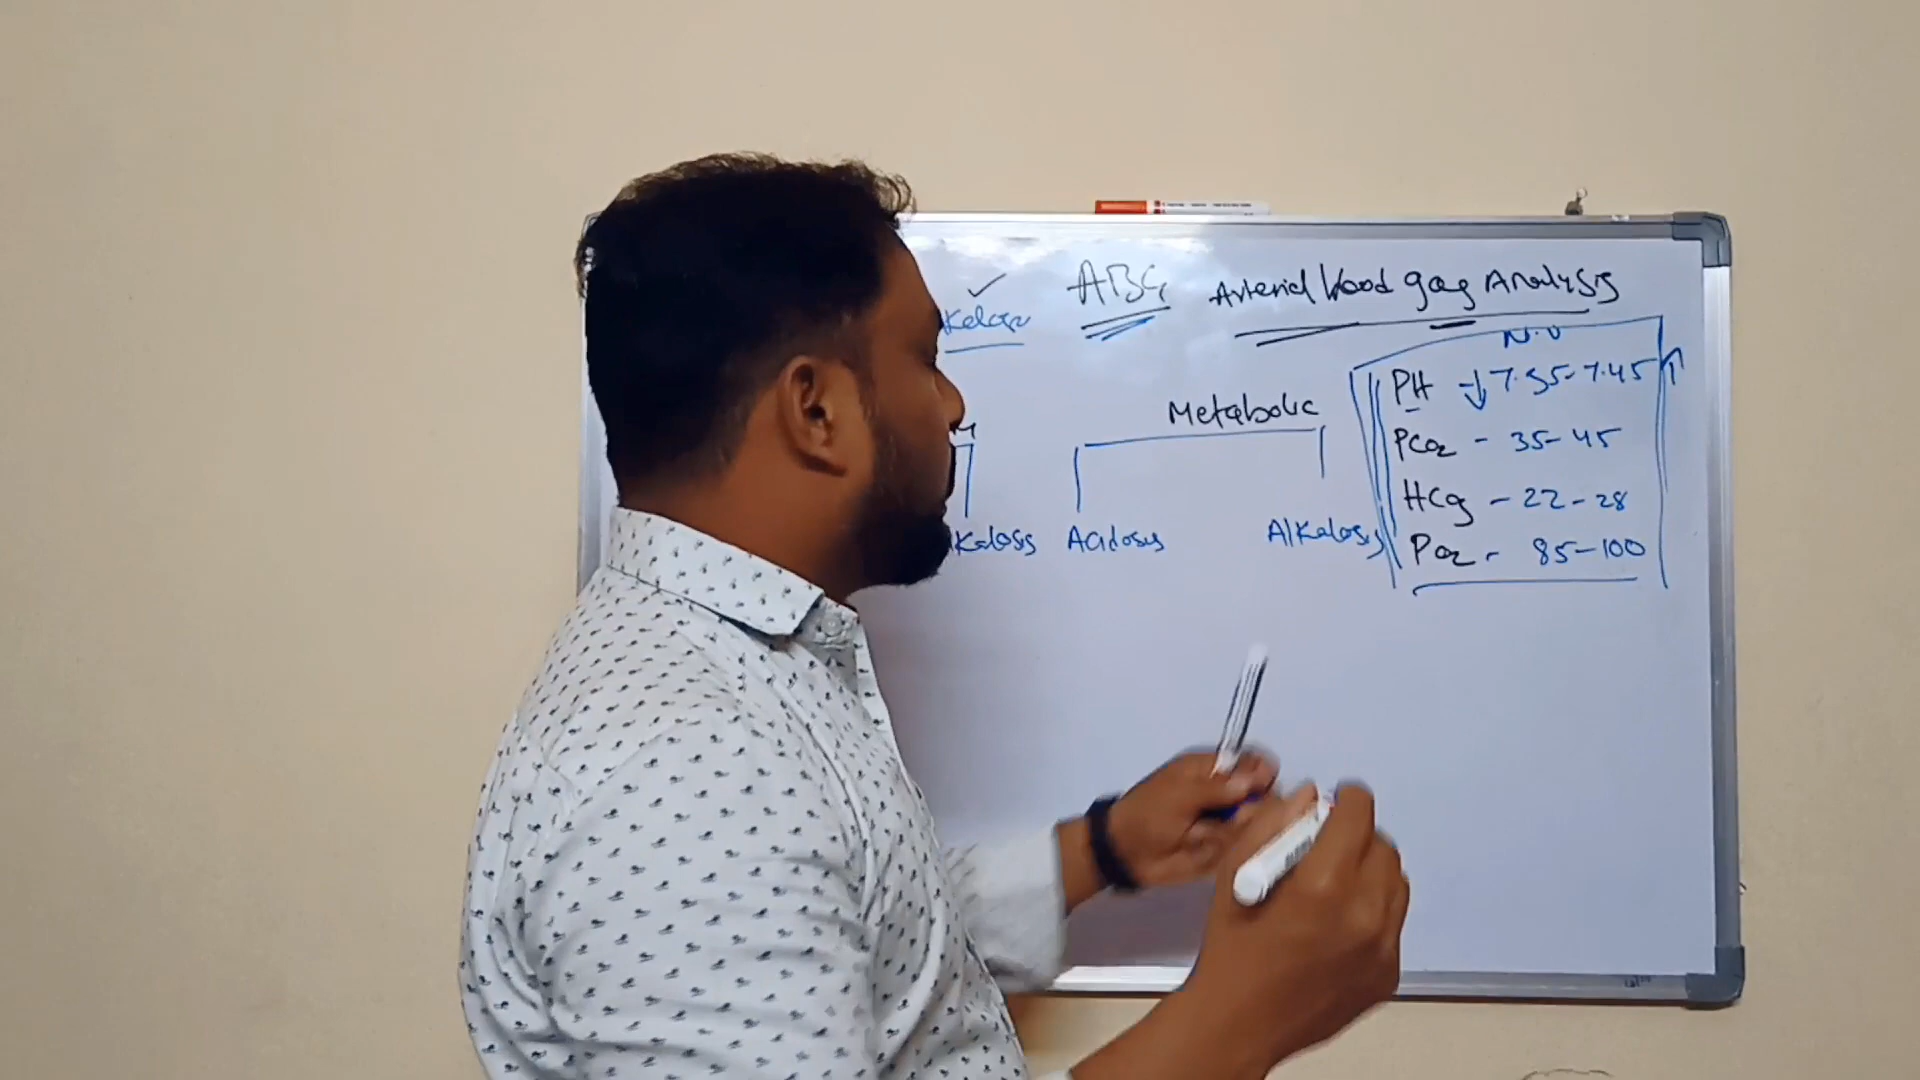 ABG Arterial blood gas Analysis
N.V
PH - ↓ 7.35-7.45 ↑
Metabolic
PCO2 - 35-45
HCO3 - 22-28
Alkalosis Acidosis Alkalosis
PO2 - 85-100